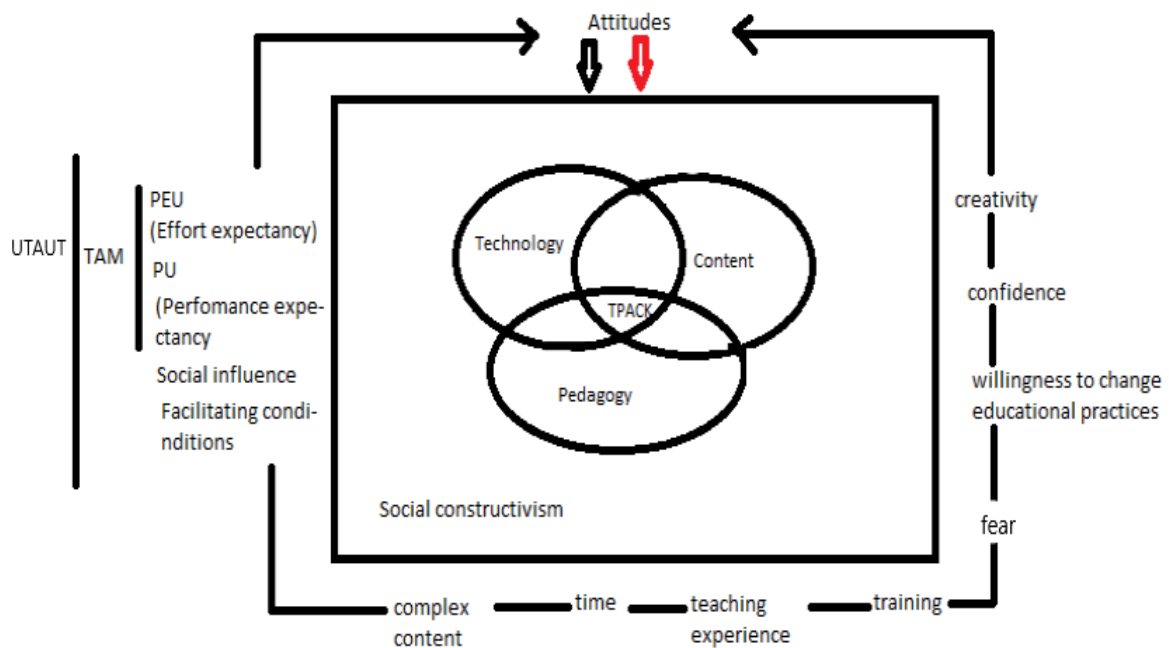 Attitudes
UTAUT
TAM
PEU
(Effort expectancy)
PU
(Perfomance expe-
ctancy
Social influence
Facilitating condi-
nditions
Technology
Content
TPACK
Pedagogy
Social constructivism
creativity
confidence
willingness to change
educational practices
fear
complex
content
time
teaching
experience
training